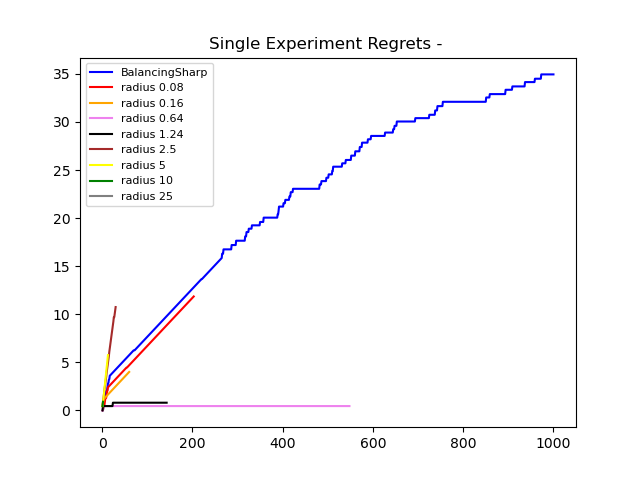 Single Experiment Regrets -
BalancingSharp
radius 0.08
radius 0.16
radius 0.64
radius 1.24
radius 2.5
radius 5
radius 10
radius 25
35
30
25
20
15
10
5
0
0 200 400 600 800 1000